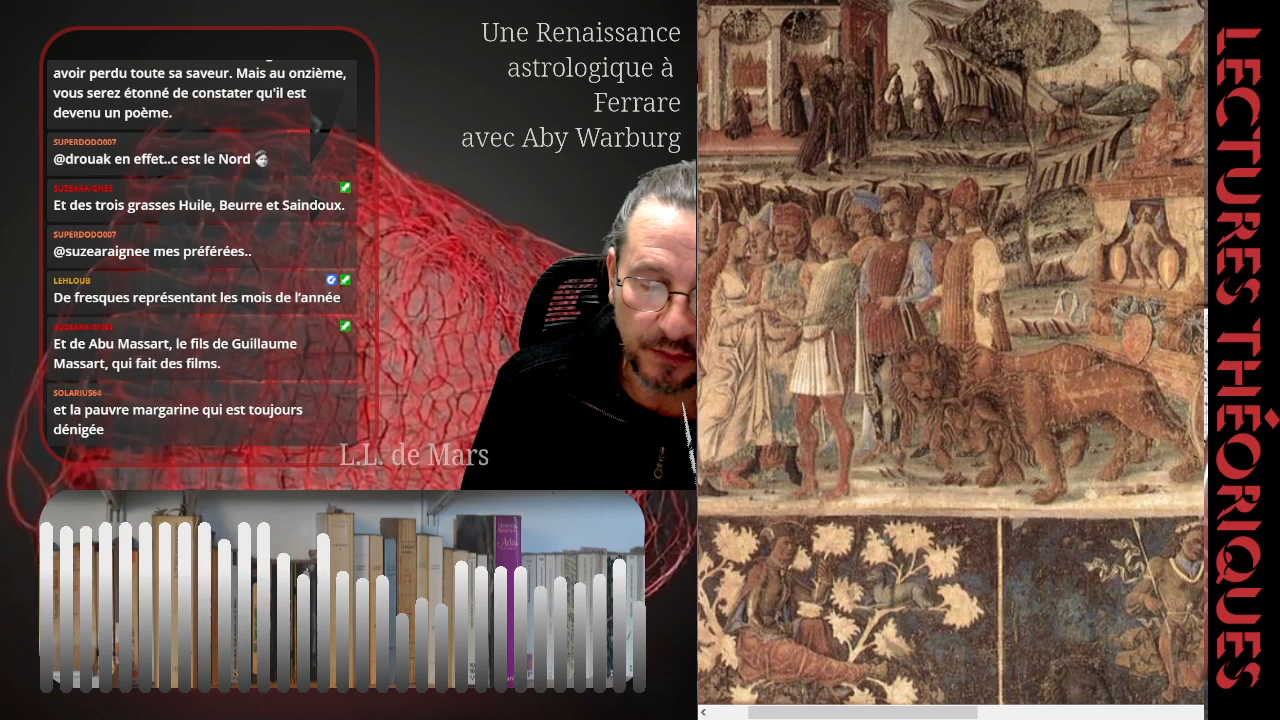 avoir perdu toute sa saveur. Mais au onzième,
vous serez étonné de constater qu'il est
devenu un poème.
SUPERDODO007
@drouak en effet..c est le Nord
SUZEARAIGNEE
Et des trois grasses Huile, Beurre et Saindoux.
SUPERDODO007
@suzearaignee mes préférées..
LEHLOUB
De fresques représentant les mois de l’année
SUZEARAIGNEE
Et de Abu Massart, le fils de Guillaume
Massart, qui fait des films.
SOLARIUS64
et la pauvre margarine qui est toujours
dénigée
Une Renaissance
astrologique à
Ferrare
avec Aby Warburg
L.L. de Mars
LECTURES THÉORIQUES